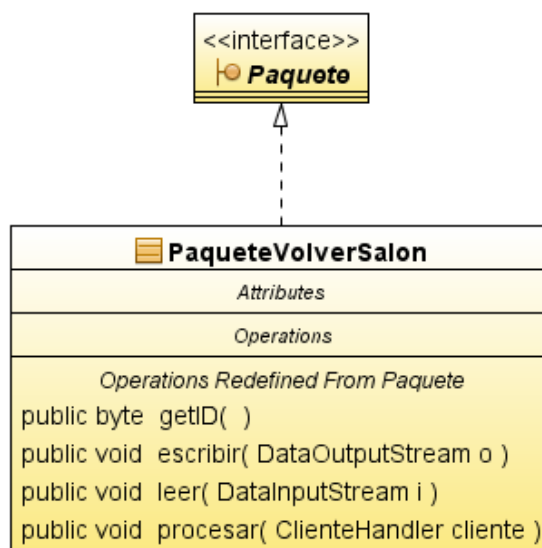 <<interface>>
Paquete
PaqueteVolverSalon
Attributes
Operations
Operations Redefined From Paquete
public byte getID( )
public void escribir( DataOutputStream o )
public void leer( DataInputStream i )
public void procesar( ClienteHandler cliente )